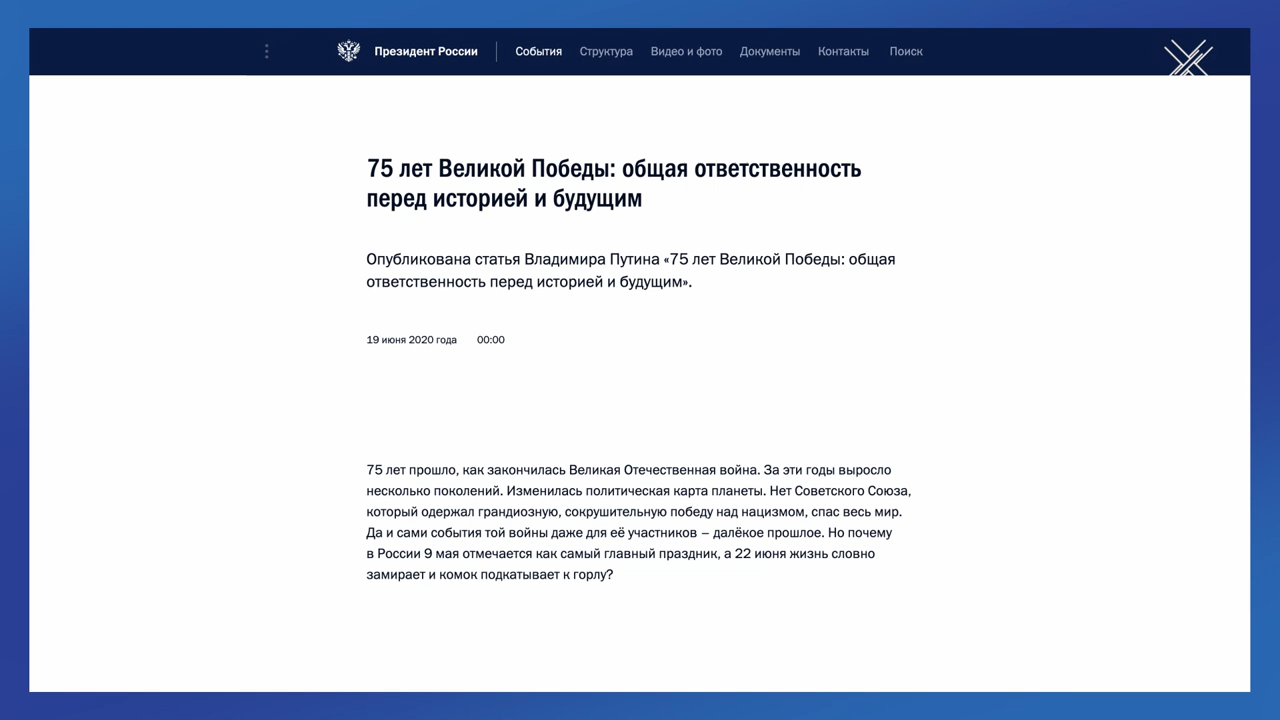 Президент России События Структура Видео и фото Документы Контакты Поиск
75 лет Великой Победы: общая ответственность
перед историей и будущим
Опубликована статья Владимира Путина «75 лет Великой Победы: общая
ответственность перед историей и будущим».
19 июня 2020 года 00:00
75 лет прошло, как закончилась Великая Отечественная война. За эти годы выросло
несколько поколений. Изменилась политическая карта планеты. Нет Советского Союза,
который одержал грандиозную, сокрушительную победу над нацизмом, спас весь мир.
Да и сами события той войны даже для её участников – далёкое прошлое. Но почему
в России 9 мая отмечается как самый главный праздник, а 22 июня жизнь словно
замирает и комок подкатывает к горлу?